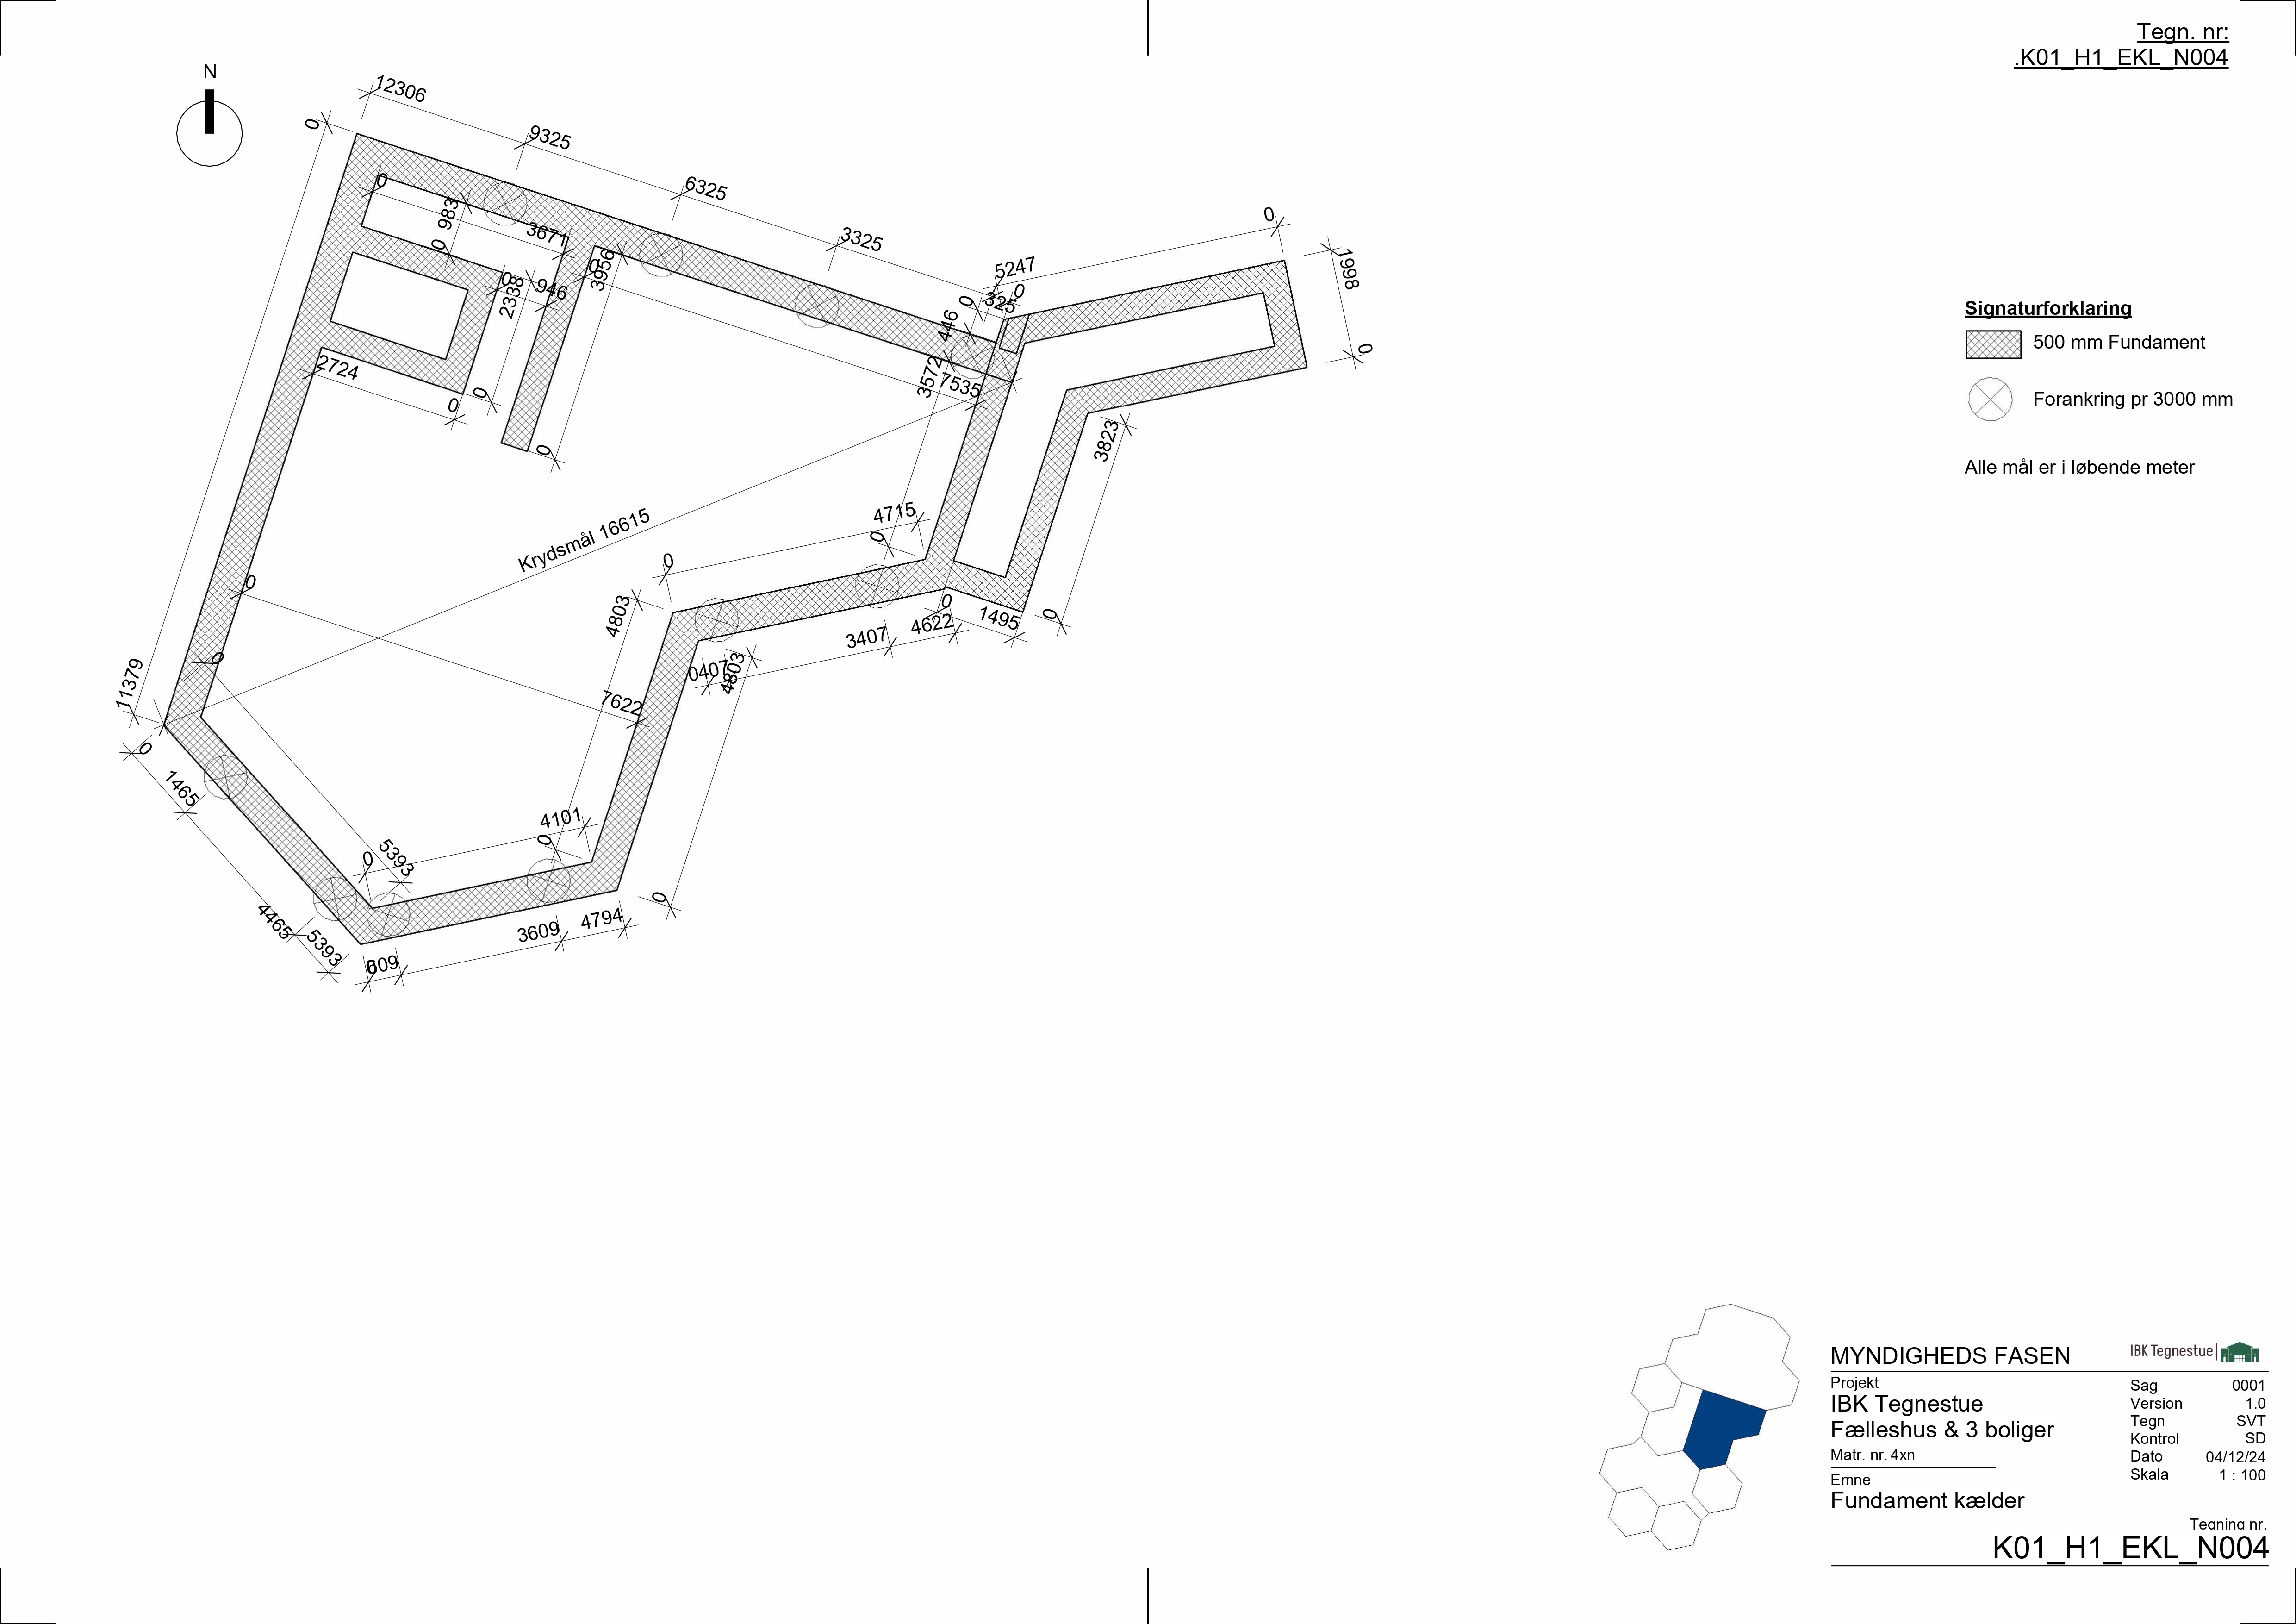 Tegn. nr:
.K01_H1_EKL_N004
N
12306
9325
6325
3325
0
0
0
983
0
3671
0
3956
0
2338
946
0
0
2724
0
0
5247
0
325
0
446
3572
7535
0
1998
0
3823
0
Krydsmål 16615
4715
0
0
4803
0
1495
4622
3407
0407
4803
0
0
7622
0
11379
0
1465
4465
5393
5393
0
4101
0
0
609
3609
4794
0
Signaturforklaring
500 mm Fundament
Forankring pr 3000 mm
Alle mål er i løbende meter
MYNDIGHEDS FASEN
IBK Tegnestue
Projekt
IBK Tegnestue
Fælleshus & 3 boliger
Matr. nr. 4xn
Emne
Fundament kælder
Sag 0001
Version 1.0
Tegn SVT
Kontrol SD
Dato 04/12/24
Skala 1 : 100
Tegning nr.
K01_H1_EKL_N004